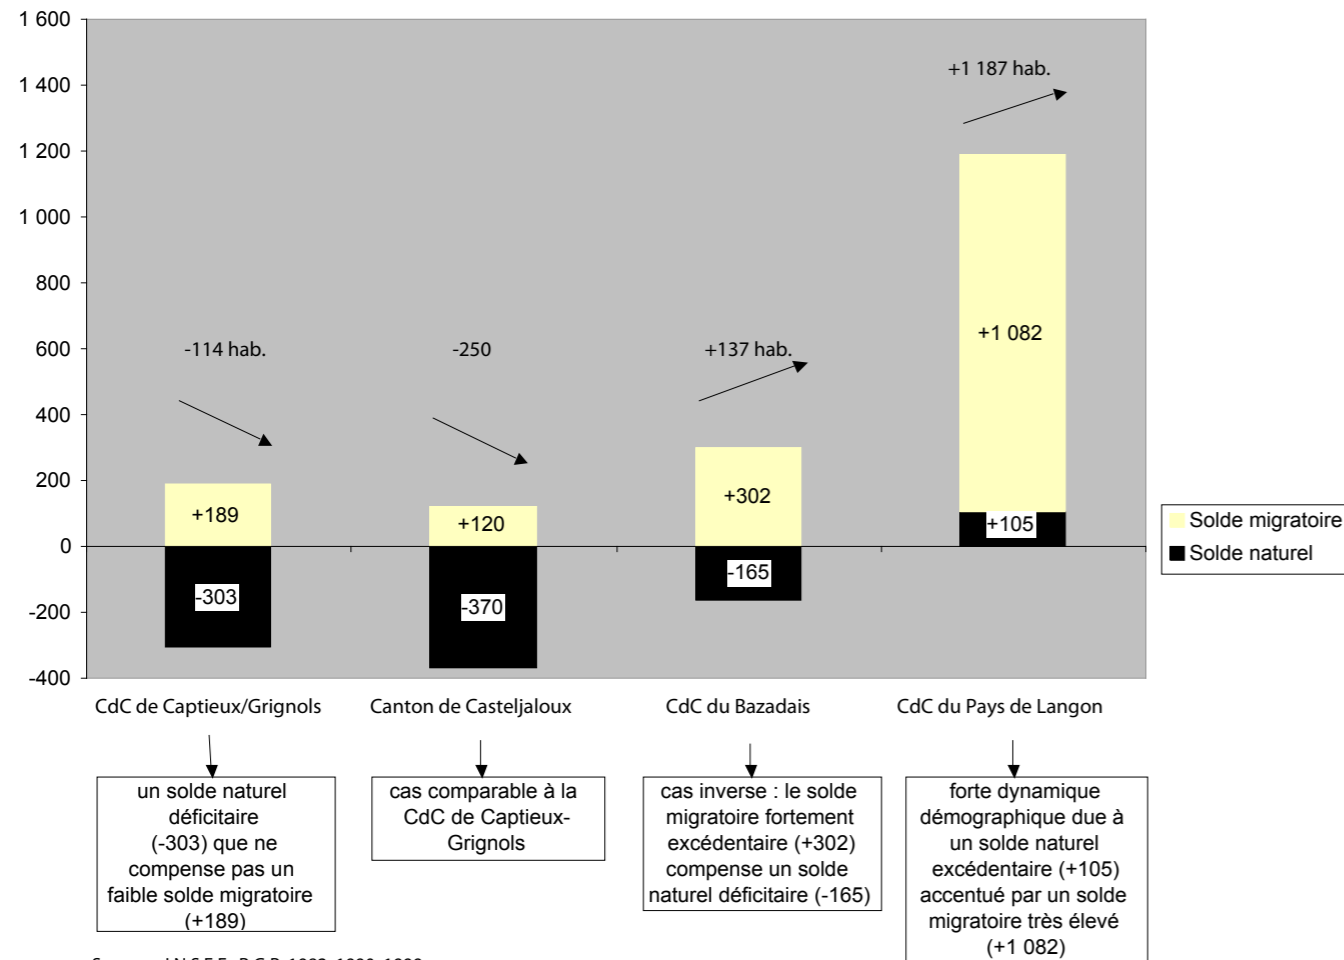 1 600
1 400
1 200
1 000
800
600
400
200
0
-200
-400
-114 hab.
-250
+137 hab.
+1 187 hab.
+189
-303
+120
-370
+302
-165
+1 082
+105
Solde migratoire
Solde naturel
CdC de Captieux/Grignols
Canton de Casteljaloux
CdC du Bazadais
CdC du Pays de Langon
un solde naturel
déficitaire
(-303) que ne
compense pas un
faible solde migratoire
(+189)
cas comparable à la
CdC de Captieux-
Grignols
cas inverse : le solde
migratoire fortement
excédentaire (+302)
compense un solde
naturel déficitaire (-165)
forte dynamique
démographique due à
un solde naturel
excédentaire (+105)
accentué par un solde
migratoire très élevé
(+1 082)